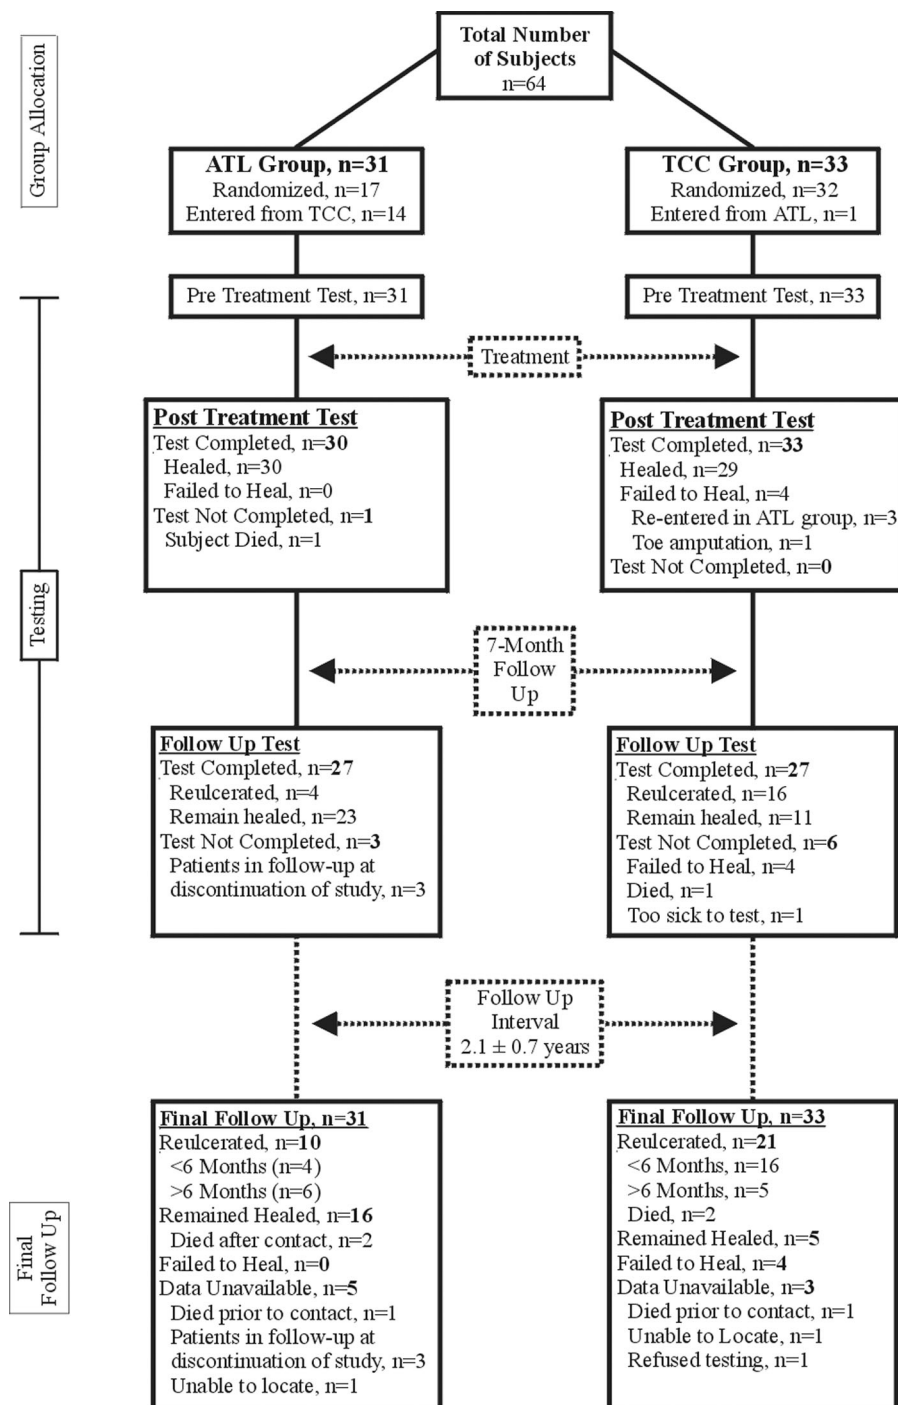 Group Allocation
Total Number
of Subjects
n=64
ATL Group, n=31
Randomized, n=17
Entered from TCC, n=14
TCC Group, n=33
Randomized, n=32
Entered from ATL, n=1
Pre Treatment Test, n=31
Pre Treatment Test, n=33
Treatment
Testing
Post Treatment Test
Test Completed, n=30
Healed, n=30
Failed to Heal, n=0
Test Not Completed, n=1
Subject Died, n=1
Post Treatment Test
Test Completed, n=33
Healed, n=29
Failed to Heal, n=4
Re-entered in ATL group, n=3
Toe amputation, n=1
Test Not Completed, n=0
7-Month
Follow
Up
Follow Up Test
Test Completed, n=27
Reulcerated, n=4
Remain healed, n=23
Test Not Completed, n=3
Patients in follow-up at
discontinuation of study, n=3
Follow Up Test
Test Completed, n=27
Reulcerated, n=16
Remain healed, n=11
Test Not Completed, n=6
Failed to Heal, n=4
Died, n=1
Too sick to test, n=1
Follow Up
Interval
2.1 ± 0.7 years
Final
Follow Up
Final Follow Up, n=31
Reulcerated, n=10
<6 Months (n=4)
>6 Months (n=6)
Remained Healed, n=16
Died after contact, n=2
Failed to Heal, n=0
Data Unavailable, n=5
Died prior to contact, n=1
Patients in follow-up at
discontinuation of study, n=3
Unable to locate, n=1
Final Follow Up, n=33
Reulcerated, n=21
<6 Months, n=16
>6 Months, n=5
Died, n=2
Remained Healed, n=5
Failed to Heal, n=4
Data Unavailable, n=3
Died prior to contact, n=1
Unable to Locate, n=1
Refused testing, n=1